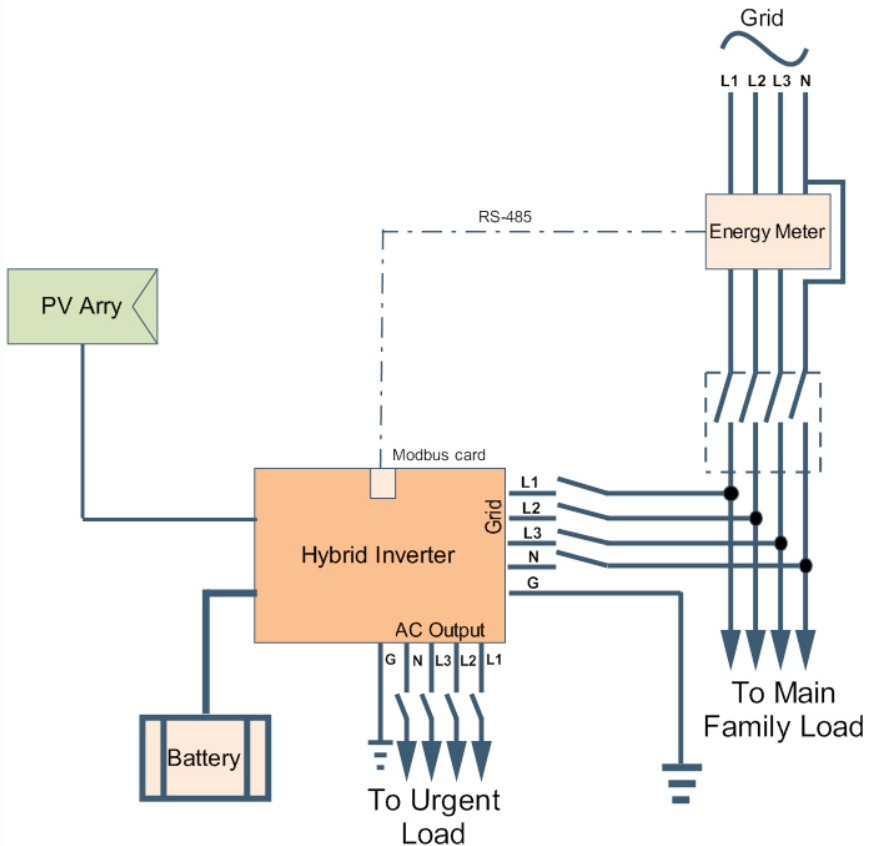 Grid
L1 L2 L3 N
RS-485
Energy Meter
PV Arry
Modbus card
L1
L2
L3
N
G
Grid
Hybrid Inverter
AC Output
G N L3 L2 L1
Battery
To Urgent
Load
To Main
Family Load